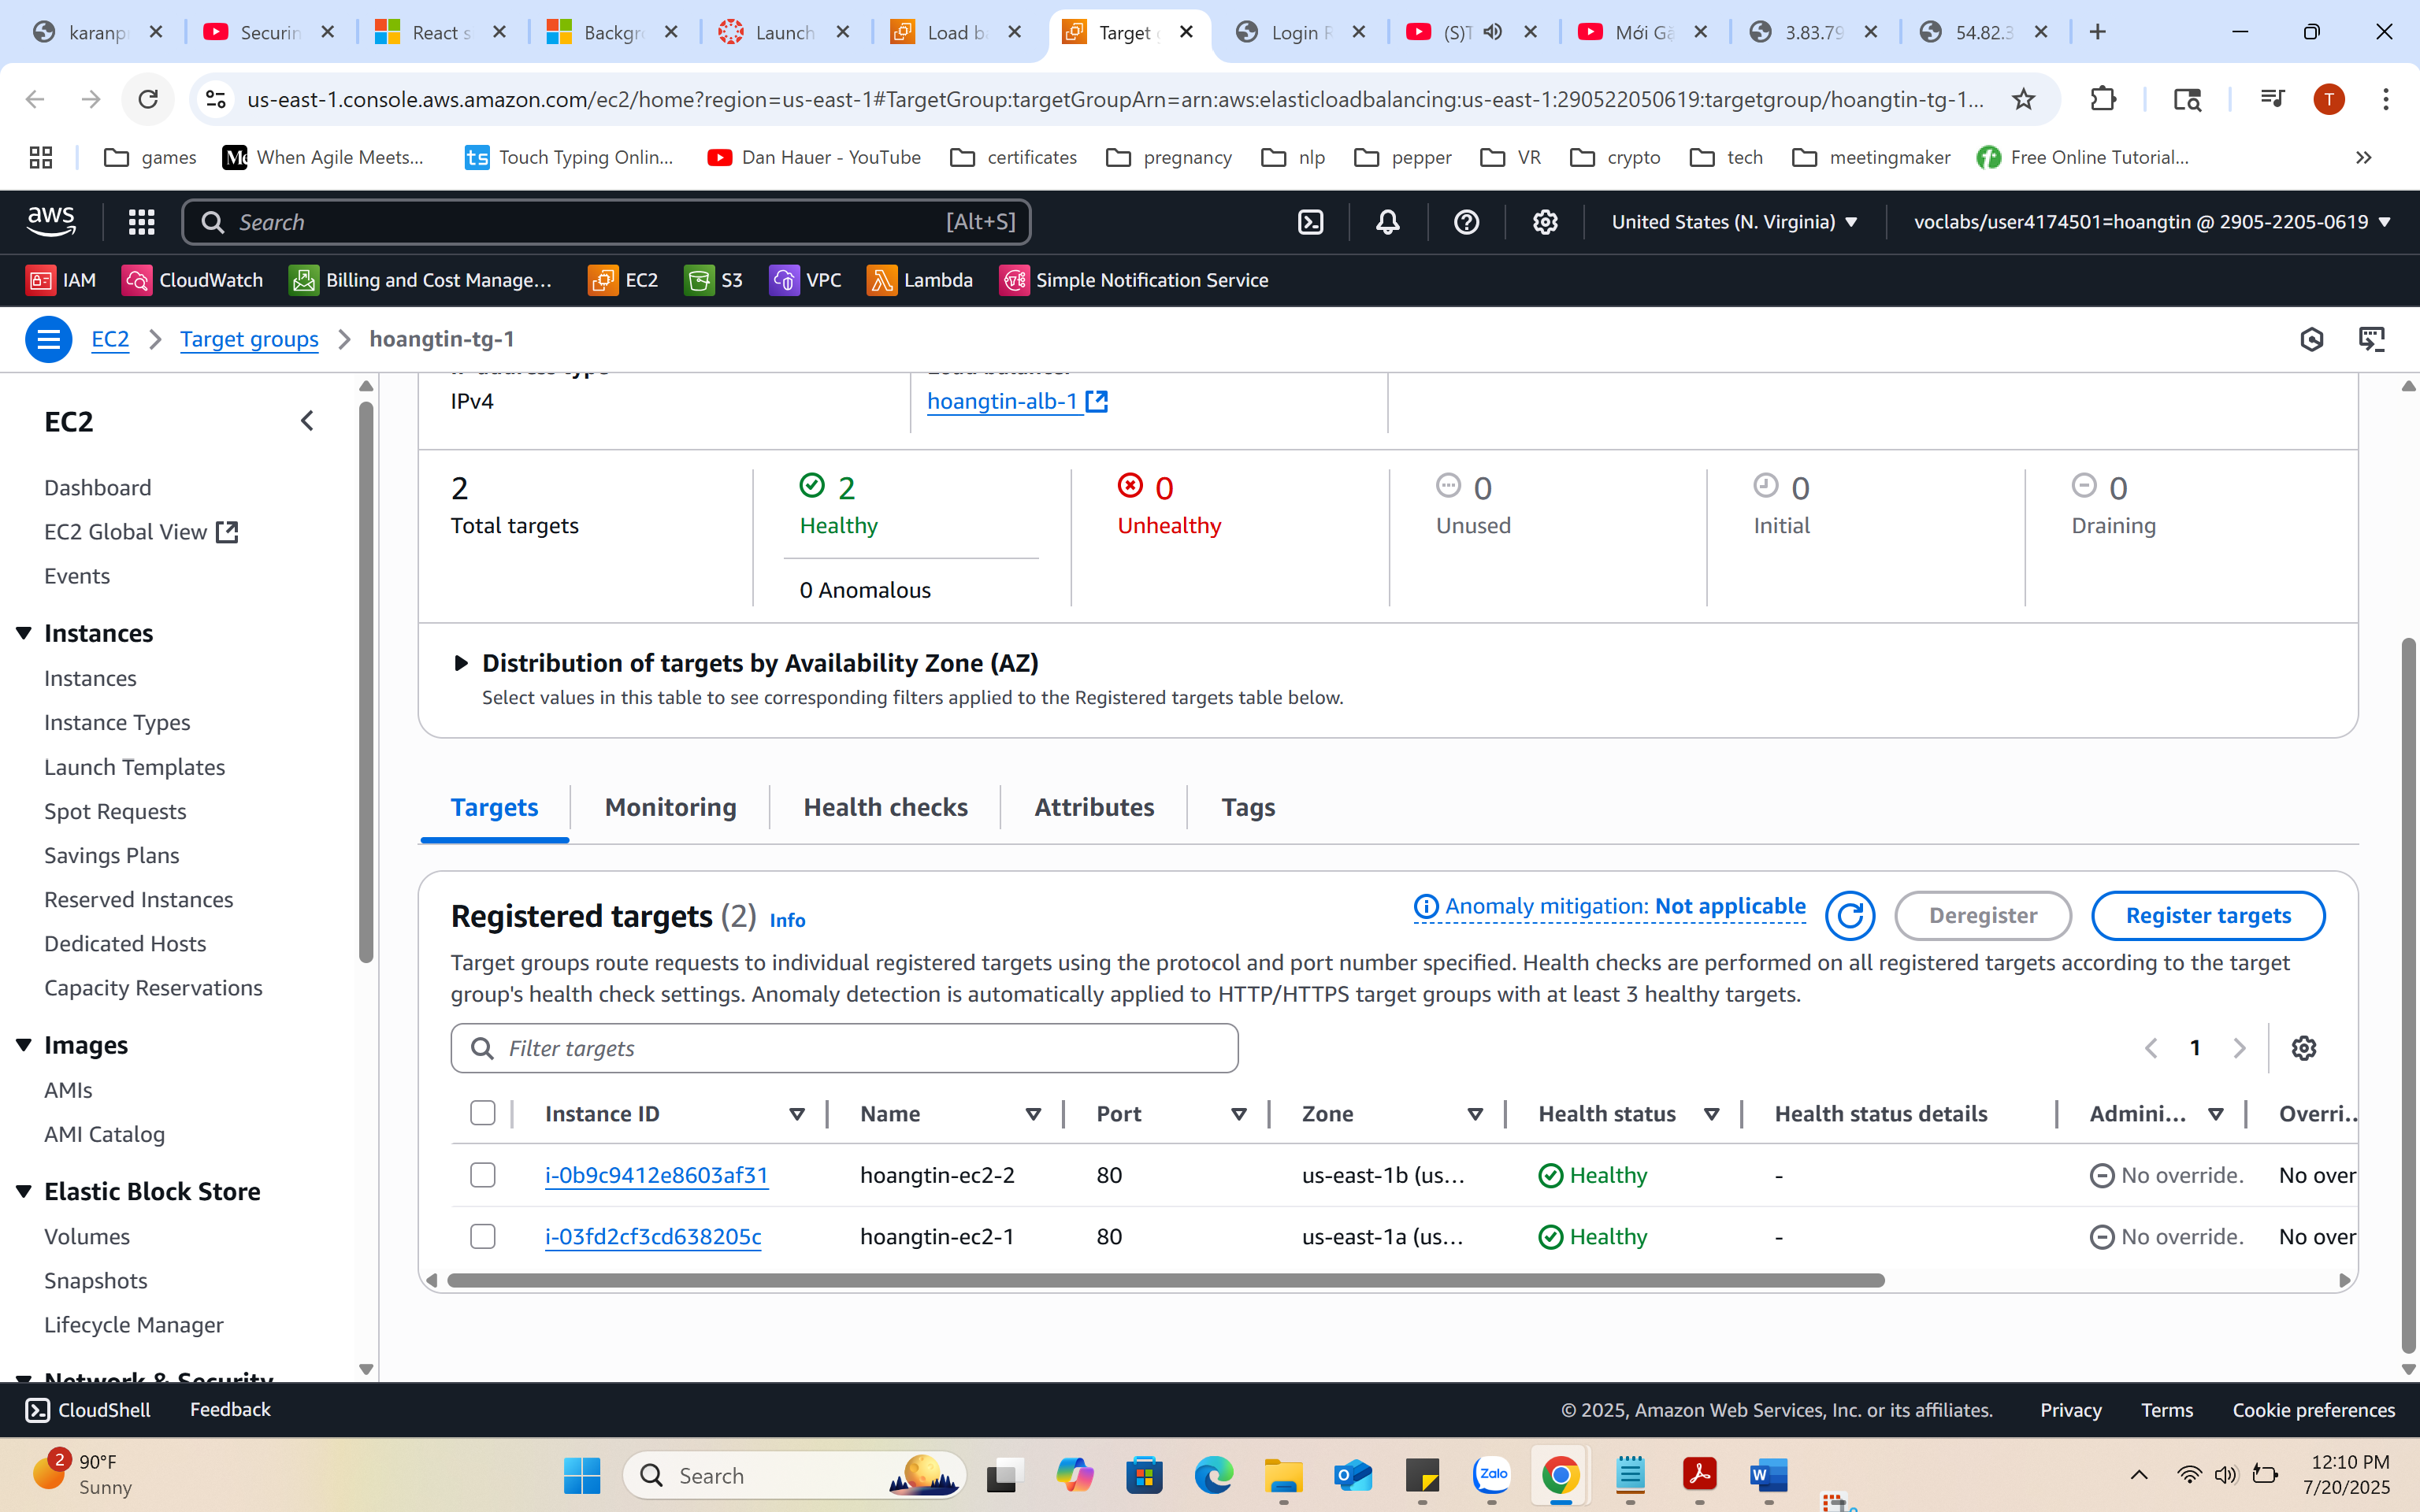 karanp
Securin
React s
Backgr
Launch
Load b
Target
Login R
(S)T
Mới Gặ
3.83.79
54.82.3
us-east-1.console.aws.amazon.com/ec2/home?region=us-east-1#TargetGroup:targetGroupArn=arn:aws:elasticloadbalancing:us-east-1:290522050619:targetgroup/hoangtin-tg-1...
T
games
When Agile Meets...
Touch Typing Onlin...
Dan Hauer - YouTube
certificates
pregnancy
nlp
pepper
VR
crypto
tech
meetingmaker
Free Online Tutorial...
aws
Search
[Alt+S]
United States (N. Virginia)
voclabs/user4174501=hoangtin @ 2905-2205-0619
IAM
CloudWatch
Billing and Cost Manage...
EC2
S3
VPC
Lambda
Simple Notification Service
EC2 > Target groups > hoangtin-tg-1
EC2
Dashboard
EC2 Global View
Events
Instances
Instances
Instance Types
Launch Templates
Spot Requests
Savings Plans
Reserved Instances
Dedicated Hosts
Capacity Reservations
Images
AMIs
AMI Catalog
Elastic Block Store
Volumes
Snapshots
Lifecycle Manager
Network & Security
IPv4
hoangtin-alb-1
2
Total targets
2
Healthy
0 Anomalous
0
Unhealthy
0
Unused
0
Initial
0
Draining
Distribution of targets by Availability Zone (AZ)
Select values in this table to see corresponding filters applied to the Registered targets table below.
Targets
Monitoring
Health checks
Attributes
Tags
Registered targets (2) Info
Anomaly mitigation: Not applicable
Deregister
Register targets
Target groups route requests to individual registered targets using the protocol and port number specified. Health checks are performed on all registered targets according to the target
group's health check settings. Anomaly detection is automatically applied to HTTP/HTTPS target groups with at least 3 healthy targets.
Filter targets
1
Instance ID Name Port Zone Health status Health status details Admini... Overri..
i-0b9c9412e8603af31 hoangtin-ec2-2 80 us-east-1b (us... Healthy - No override. No over
i-03fd2cf3cd638205c hoangtin-ec2-1 80 us-east-1a (us... Healthy - No override. No over
CloudShell
Feedback
© 2025, Amazon Web Services, Inc. or its affiliates.
Privacy
Terms
Cookie preferences
2
90°F
Sunny
Search
Zalo
12:10 PM
7/20/2025